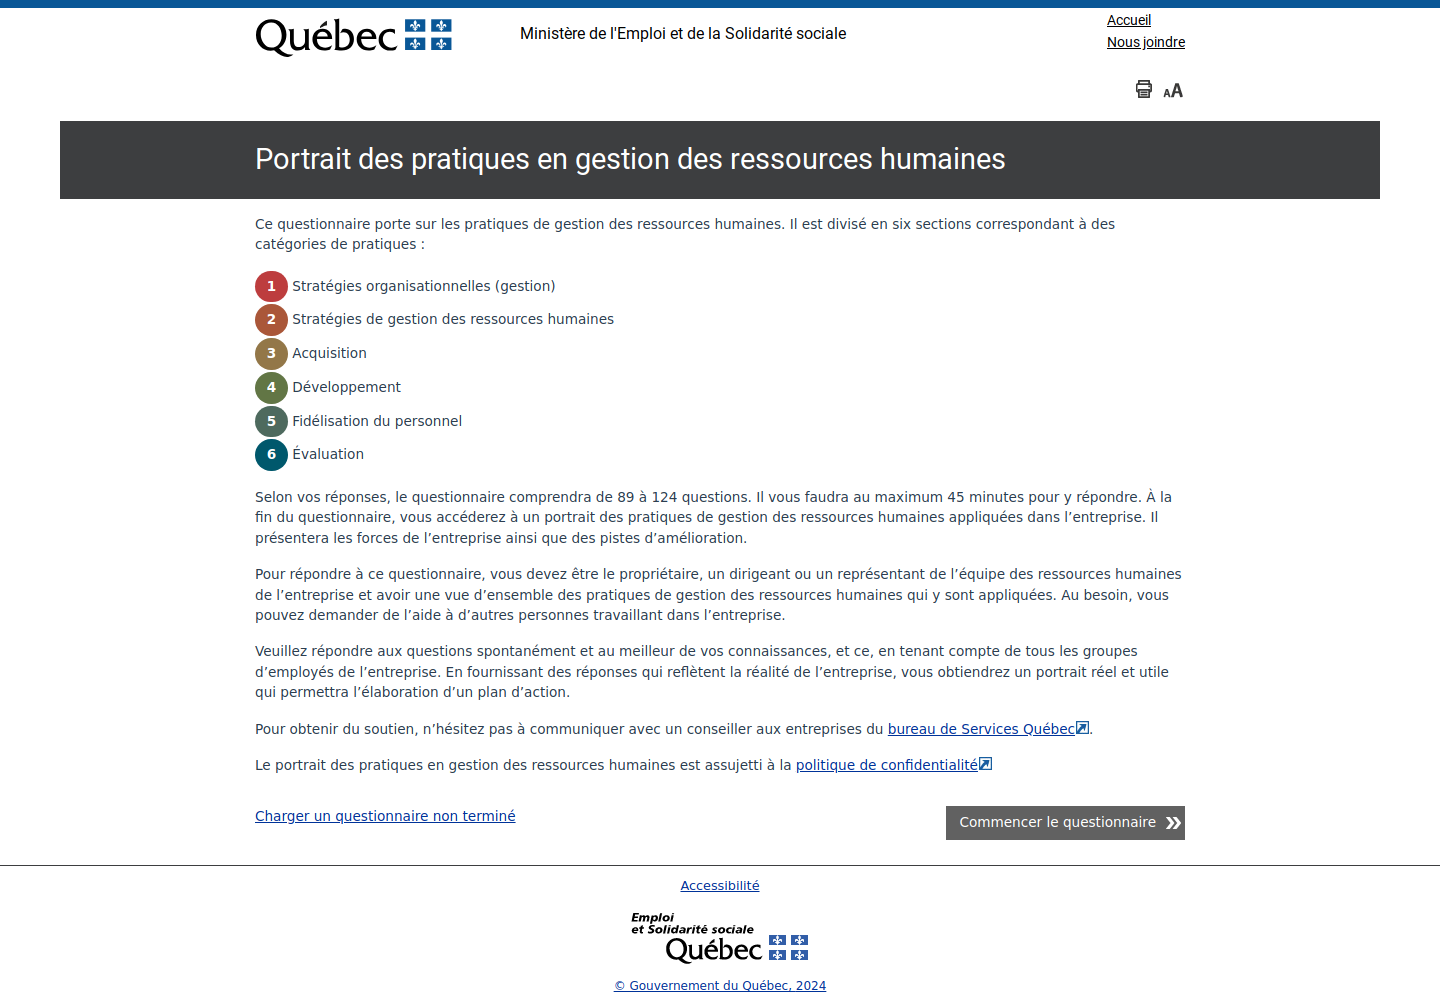 Québec
Ministère de l'Emploi et de la Solidarité sociale
Accueil
Nous joindre
AA
Portrait des pratiques en gestion des ressources humaines
Ce questionnaire porte sur les pratiques de gestion des ressources humaines. Il est divisé en six sections correspondant à des
catégories de pratiques :
1 Stratégies organisationnelles (gestion)
2 Stratégies de gestion des ressources humaines
3 Acquisition
4 Développement
5 Fidélisation du personnel
6 Évaluation
Selon vos réponses, le questionnaire comprendra de 89 à 124 questions. Il vous faudra au maximum 45 minutes pour y répondre. À la
fin du questionnaire, vous accéderez à un portrait des pratiques de gestion des ressources humaines appliquées dans l’entreprise. Il
présentera les forces de l’entreprise ainsi que des pistes d’amélioration.
Pour répondre à ce questionnaire, vous devez être le propriétaire, un dirigeant ou un représentant de l’équipe des ressources humaines
de l’entreprise et avoir une vue d’ensemble des pratiques de gestion des ressources humaines qui y sont appliquées. Au besoin, vous
pouvez demander de l’aide à d’autres personnes travaillant dans l’entreprise.
Veuillez répondre aux questions spontanément et au meilleur de vos connaissances, et ce, en tenant compte de tous les groupes
d’employés de l’entreprise. En fournissant des réponses qui reflètent la réalité de l’entreprise, vous obtiendrez un portrait réel et utile
qui permettra l’élaboration d’un plan d’action.
Pour obtenir du soutien, n’hésitez pas à communiquer avec un conseiller aux entreprises du bureau de Services Québec.
Le portrait des pratiques en gestion des ressources humaines est assujetti à la politique de confidentialité
Charger un questionnaire non terminé
Commencer le questionnaire
Accessibilité
Emploi
et Solidarité sociale
Québec
© Gouvernement du Québec, 2024